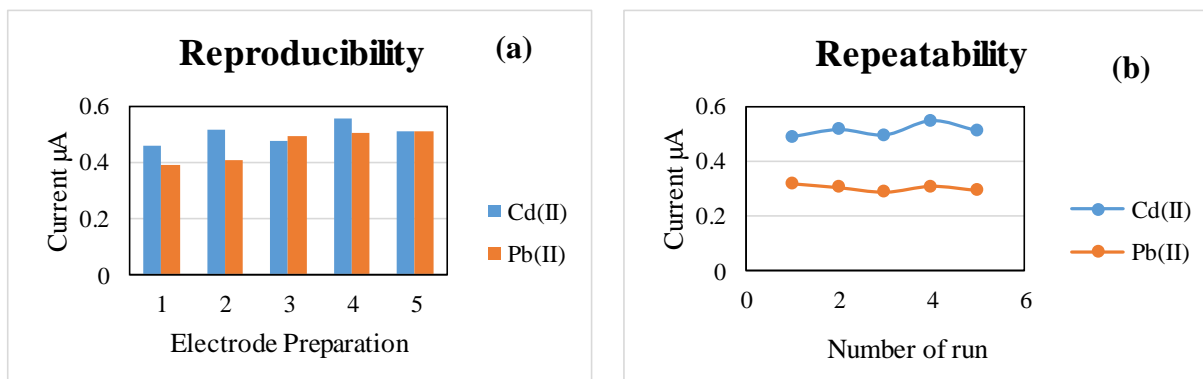 Reproducibility
(a)
Current µA
0.6
0.4
0.2
0
1 2 3 4 5
Electrode Preparation
Cd(II)
Pb(II)
Repeatability
(b)
Current µA
0.6
0.4
0.2
0
0 2 4 6
Number of run
Cd(II)
Pb(II)